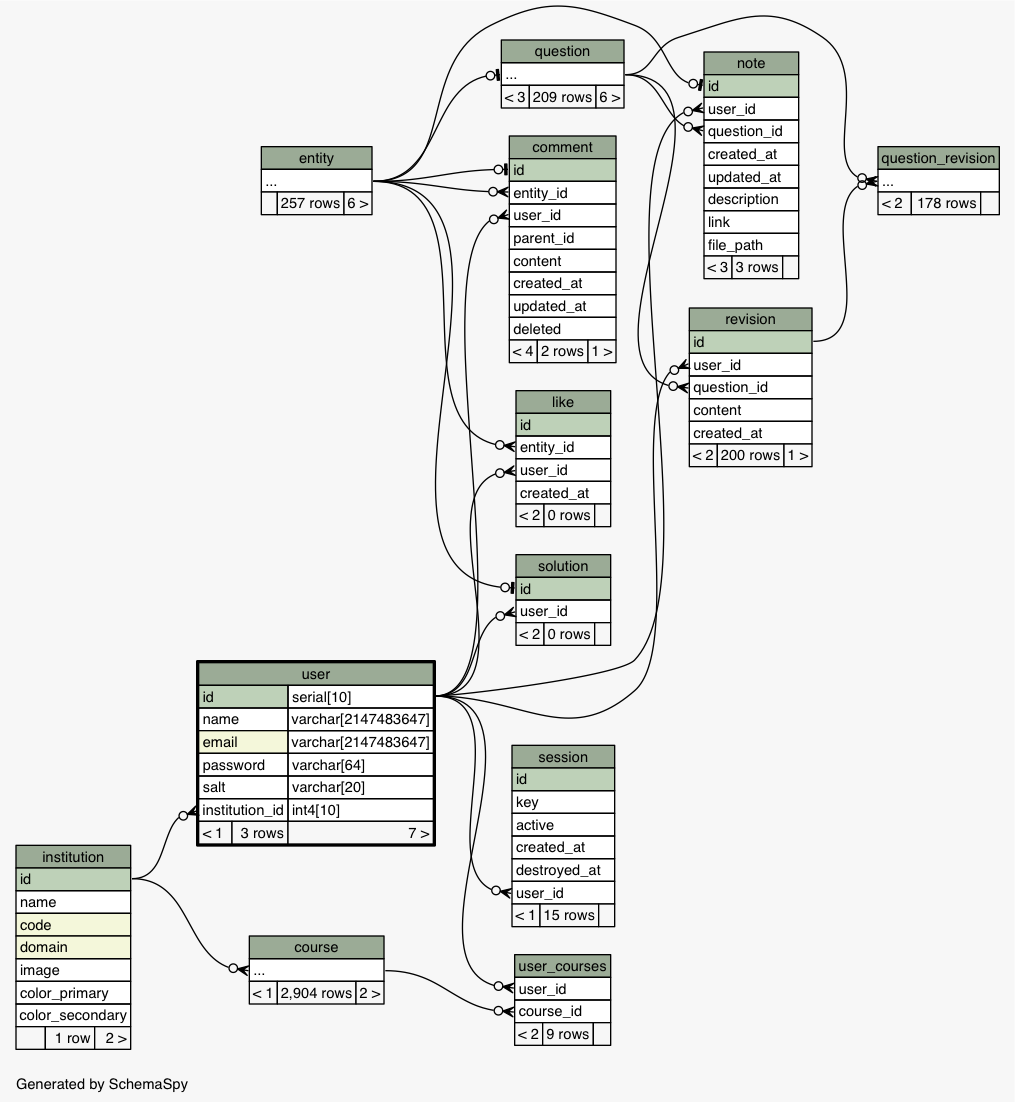 question
...
< 3 209 rows 6 >
note
id
user_id
question_id
created_at
updated_at
description
link
file_path
< 3 3 rows
entity
...
257 rows 6 >
comment
id
entity_id
user_id
parent_id
content
created_at
updated_at
deleted
< 4 2 rows 1 >
question_revision
...
< 2 178 rows
revision
id
user_id
question_id
content
created_at
< 2 200 rows 1 >
like
id
entity_id
user_id
created_at
< 2 0 rows
solution
id
user_id
< 2 0 rows
user
id serial[10]
name varchar[2147483647]
email varchar[2147483647]
password varchar[64]
salt varchar[20]
institution_id int4[10]
< 1 3 rows 7 >
session
id
key
active
created_at
destroyed_at
user_id
< 1 15 rows
institution
id
name
code
domain
image
color_primary
color_secondary
1 row 2 >
course
...
< 1 2,904 rows 2 >
user_courses
user_id
course_id
< 2 9 rows
Generated by SchemaSpy